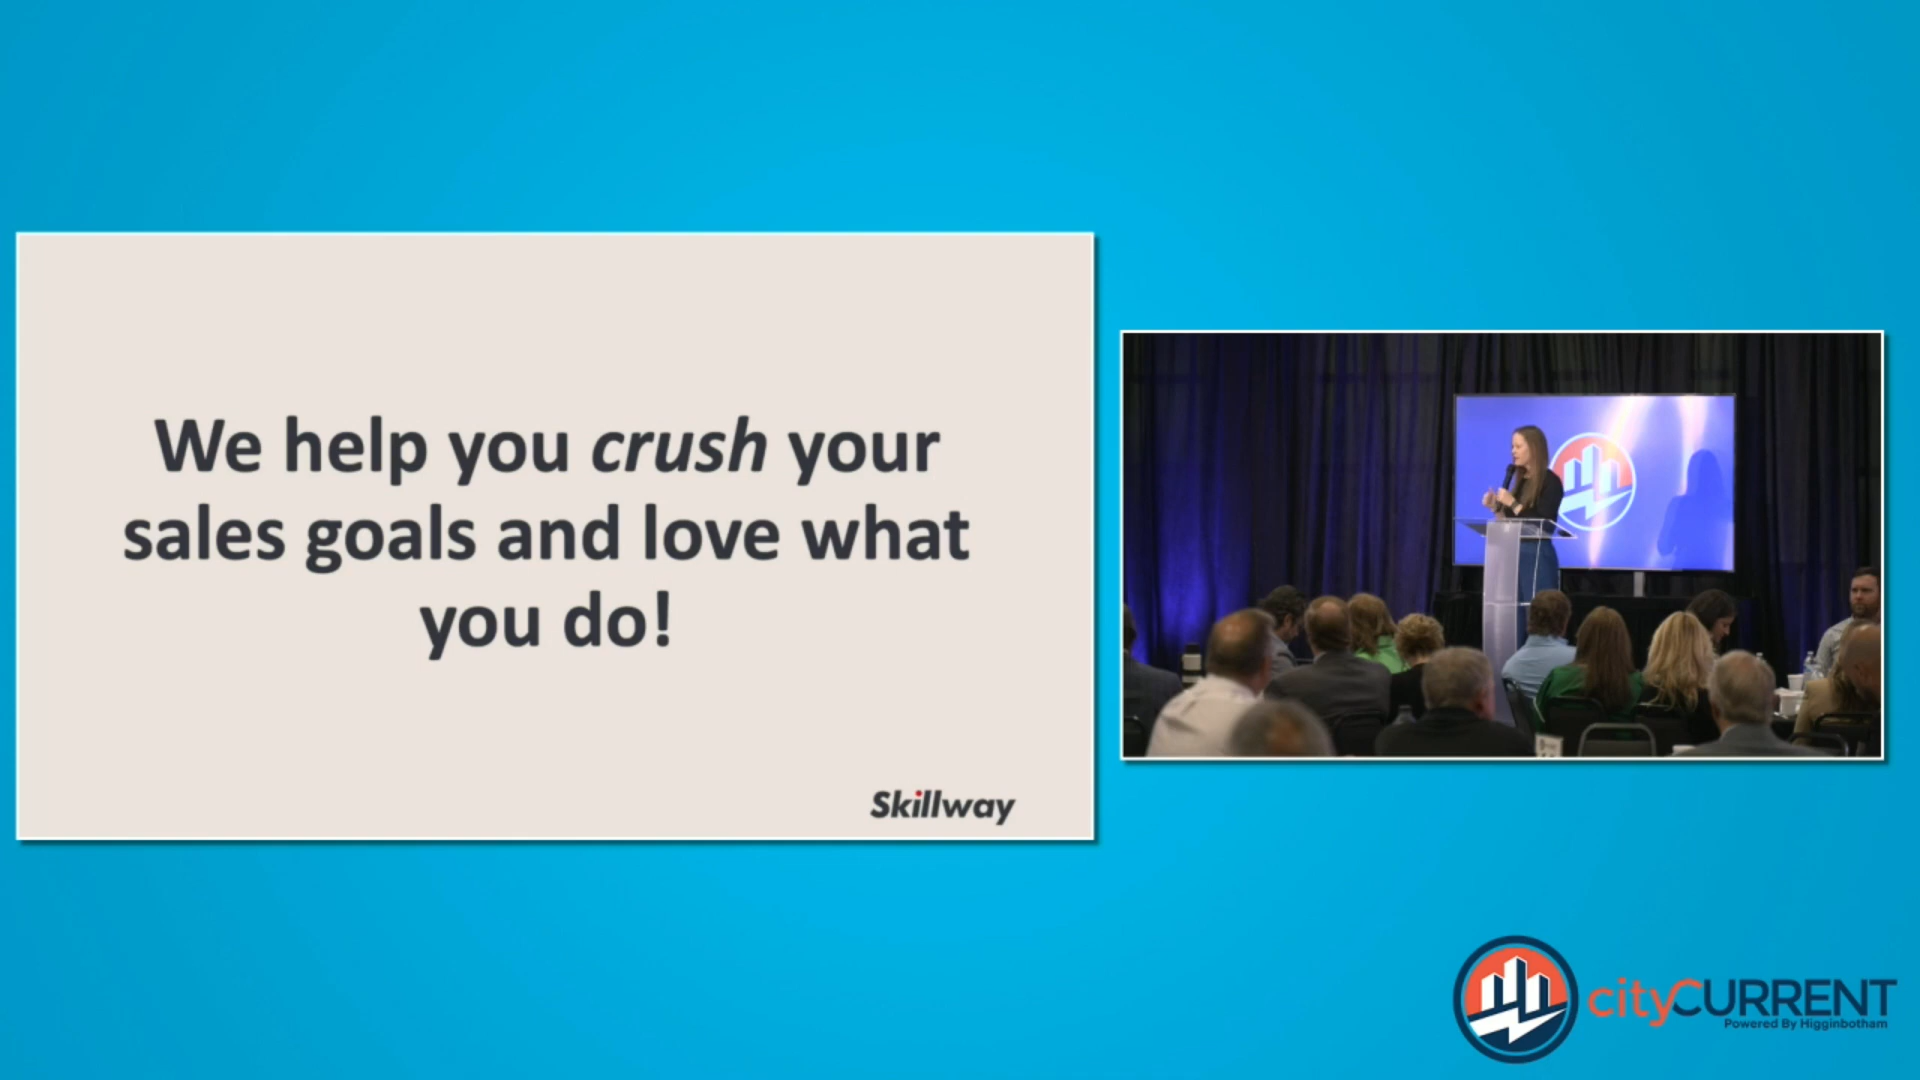 We help you crush your
sales goals and love what
you do!
Skillway
cityCURRENT
Powered By Higginbotham